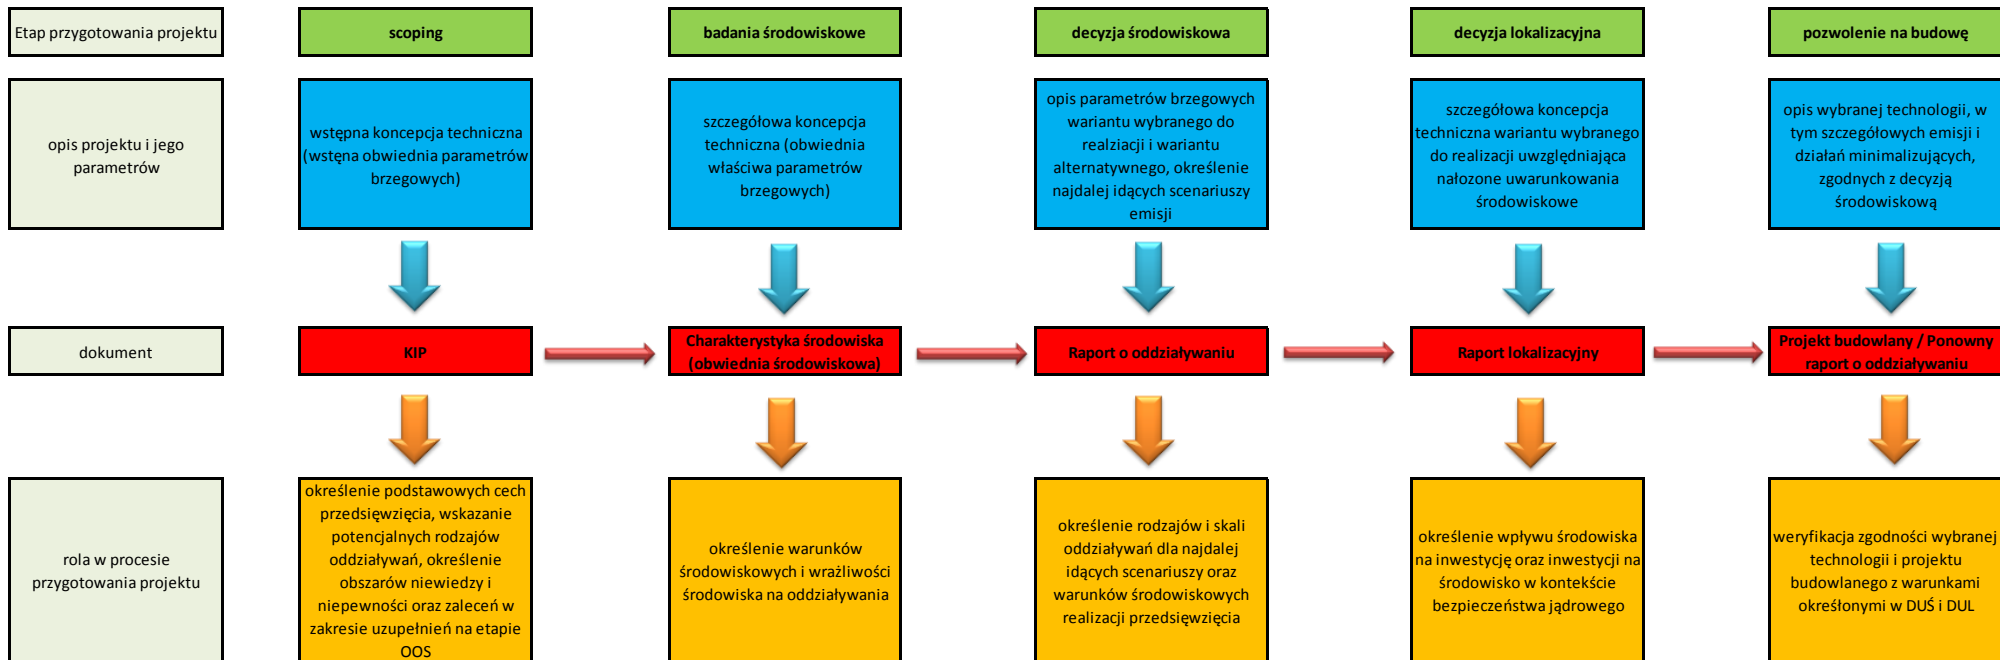 Etap przygotowania projektu
scoping
badania środowiskowe
decyzja środowiskowa
decyzja lokalizacyjna
pozwolenie na budowę
opis projektu i jego
parametrów
wstępna koncepcja techniczna
(wstęna obwiednia parametrów
brzegowych)
szczegółowa koncepcja
techniczna (obwiednia
właściwa parametrów
brzegowych)
opis parametrów brzegowych
wariantu wybranego do
realziacji i wariantu
alternatywnego, określenie
najdalej idących scenariuszy
emisji
szczegółowa koncepcja
techniczna wariantu wybranego
do realizacji uwzględniająca
nałozone uwarunkowania
środowiskowe
opis wybranej technologii, w
tym szczegółowych emisji i
działań minimalizujących,
zgodnych z decyzją
środowiskową
dokument
KIP
Charakterystyka środowiska
(obwiednia środowiskowa)
Raport o oddziaływaniu
Raport lokalizacyjny
Projekt budowlany / Ponowny
raport o oddziaływaniu
rola w procesie
przygotowania projektu
określenie podstawowych cech
przedsięwzięcia, wskazanie
potencjalnych rodzajów
oddziaływań, określenie
obszarów niewiedzy i
niepewności oraz zaleceń w
zakresie uzupełnień na etapie
OOS
określenie warunków
środowiskowych i wrażliwości
środowiska na oddziaływania
określenie rodzajów i skali
oddziaływań dla najdalej
idących scenariuszy oraz
warunków środowiskowych
realizacji przedsięwzięcia
określenie wpływu środowiska
na inwestycję oraz inwestycji na
środowisko w kontekście
bezpieczeństwa jądrowego
weryfikacja zgodności wybranej
technologii i projektu
budowlanego z warunkami
okreśłonymi w DUŚ i DUL